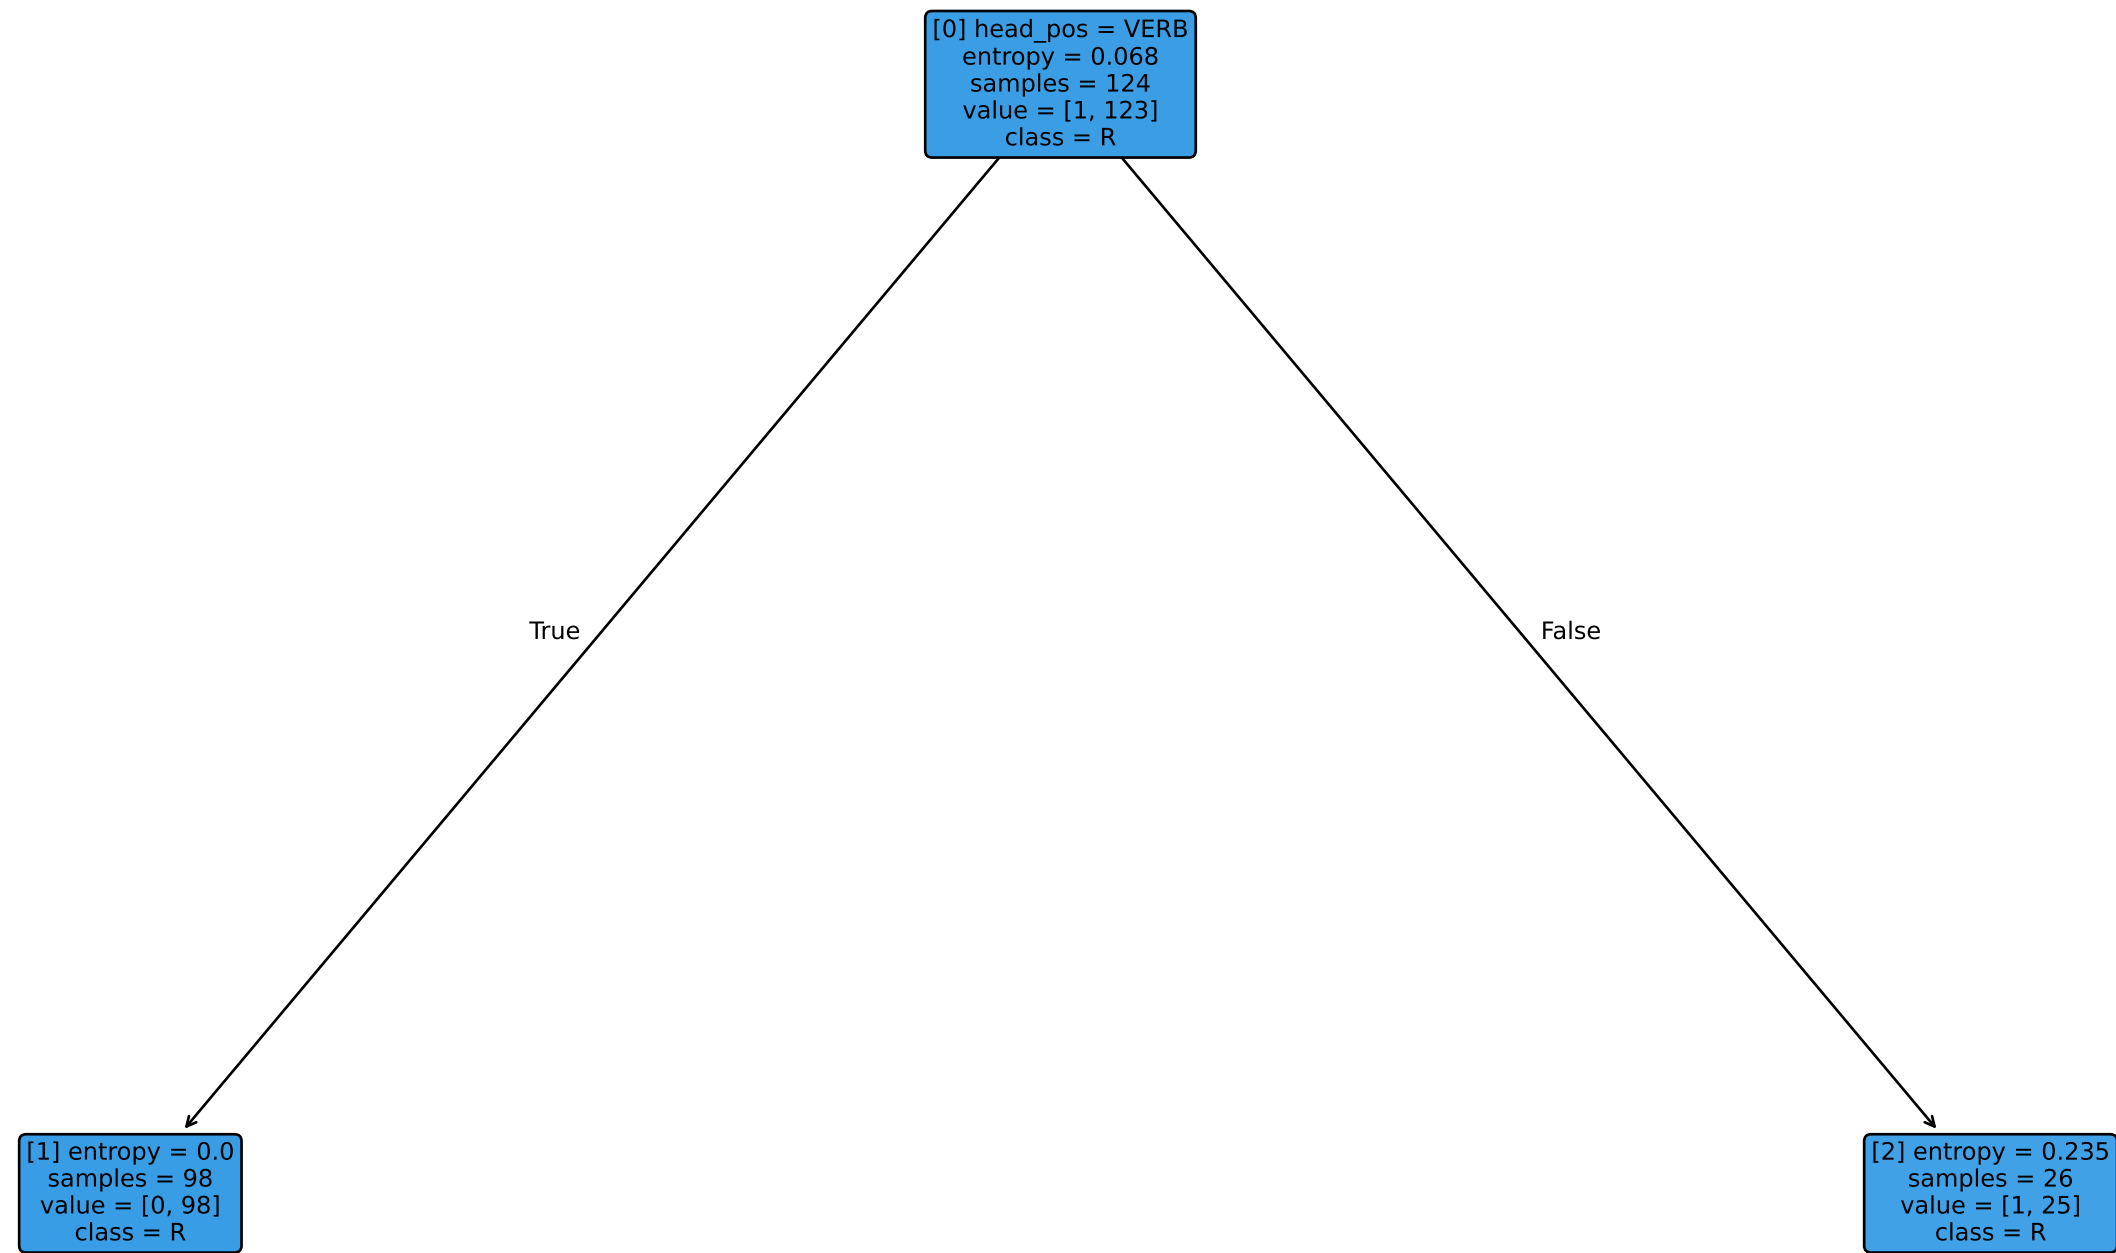 [0] head_pos = VERB
entropy = 0.068
samples = 124
value = [1, 123]
class = R
True
False
[1] entropy = 0.0
samples = 98
value = [0, 98]
class = R
[2] entropy = 0.235
samples = 26
value = [1, 25]
class = R